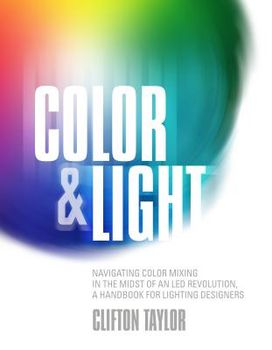 COLOR
& LIGHT
NAVIGATING COLOR MIXING
IN THE MIDST OF AN LED REVOLUTION,
A HANDBOOK FOR LIGHTING DESIGNERS
CLIFTON TAYLOR